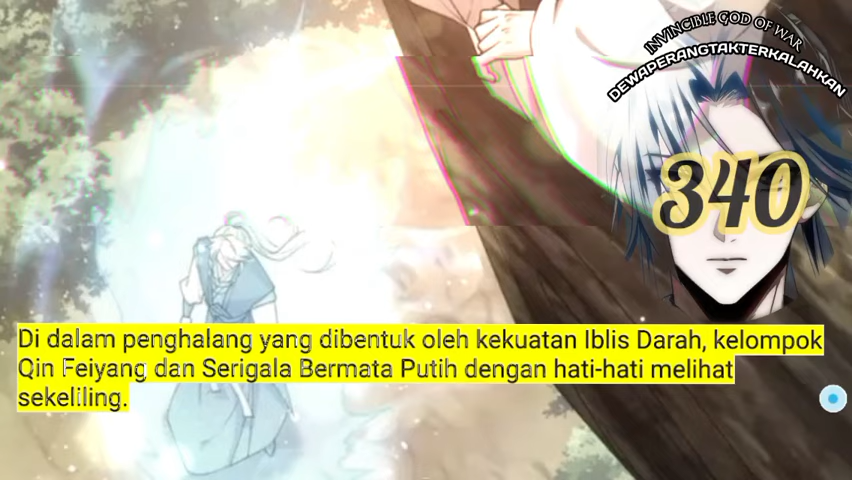 INVINCIBLE GOD OF WAR
DEWAPERANGTAKTERKALAHKAN
340
Di dalam penghalang yang dibentuk oleh kekuatan Iblis Darah, kelompok
Qin Feiyang dan Serigala Bermata Putih dengan hati-hati melihat
sekeliling.